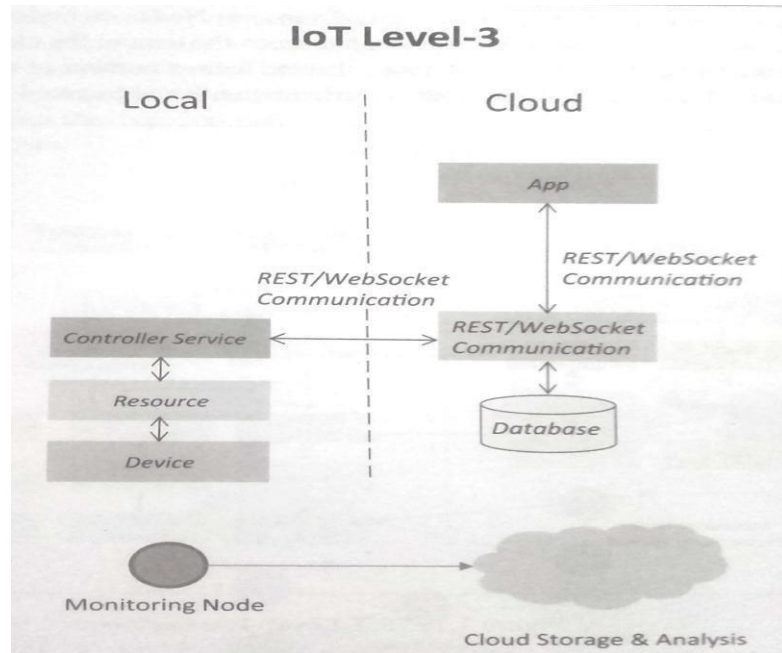 IoT Level-3
Local
Cloud
App
REST/WebSocket
Communication
REST/WebSocket
Communication
Controller Service
REST/WebSocket
Communication
Resource
Database
Device
Monitoring Node
Cloud Storage & Analysis